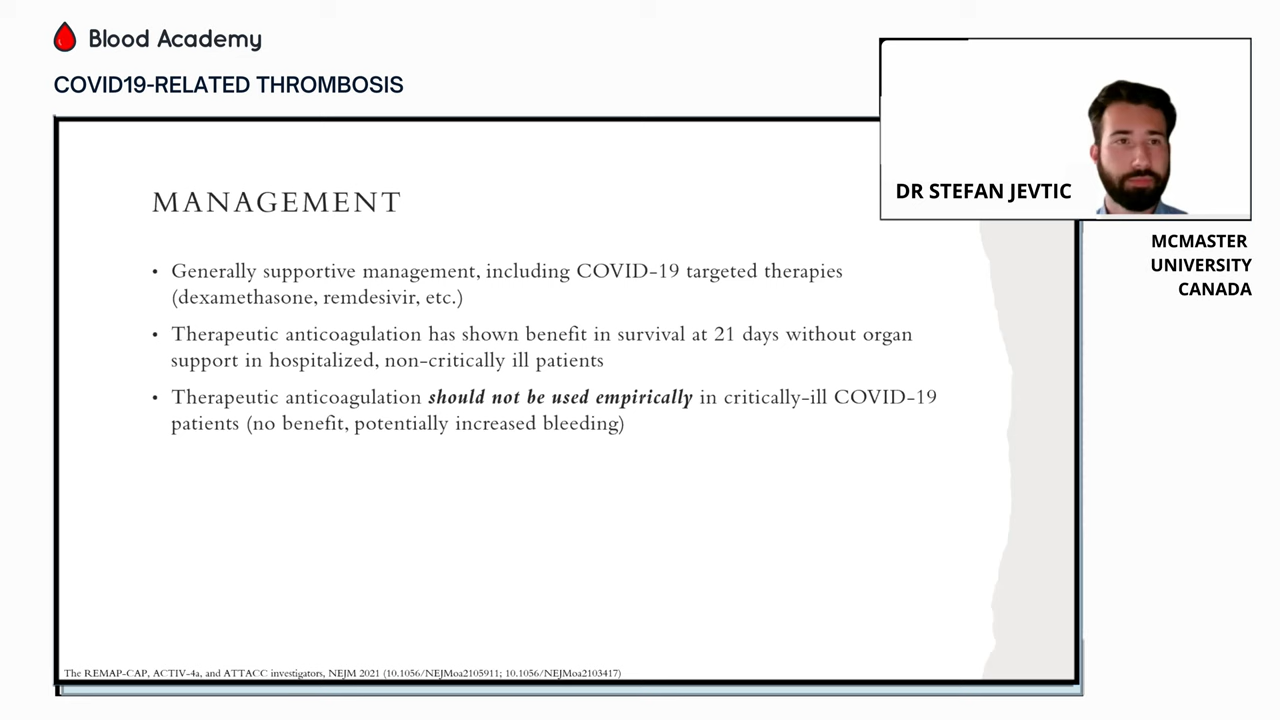 Blood Academy
COVID19-RELATED THROMBOSIS
DR STEFAN JEVTIC
MCMASTER
UNIVERSITY
CANADA
MANAGEMENT
• Generally supportive management, including COVID-19 targeted therapies
(dexamethasone, remdesivir, etc.)
• Therapeutic anticoagulation has shown benefit in survival at 21 days without organ
support in hospitalized, non-critically ill patients
• Therapeutic anticoagulation should not be used empirically in critically-ill COVID-19
patients (no benefit, potentially increased bleeding)
The REMAP-CAP, ACTIV-4a, and ATTACC investigators, NEJM 2021 (10.1056/NEJMoa2105911; 10.1056/NEJMoa2103417)